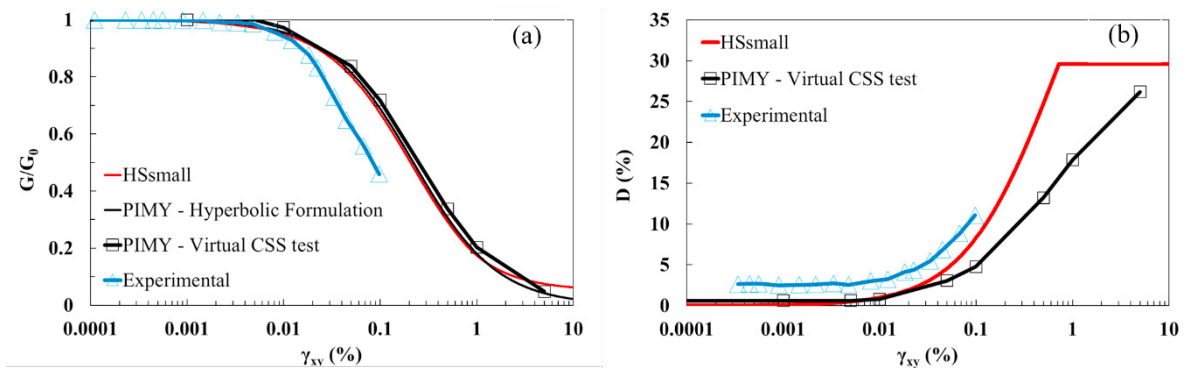 (a)
1
0.8
0.6
0.4
0.2
0
G/G0
HSsmall
PIMY - Hyperbolic Formulation
PIMY - Virtual CSS test
Experimental
0.0001 0.001 0.01 0.1 1 10
γxy (%)
(b)
35
30
25
20
15
10
5
0
D (%)
HSsmall
PIMY - Virtual CSS test
Experimental
0.0001 0.001 0.01 0.1 1 10
γxy (%)